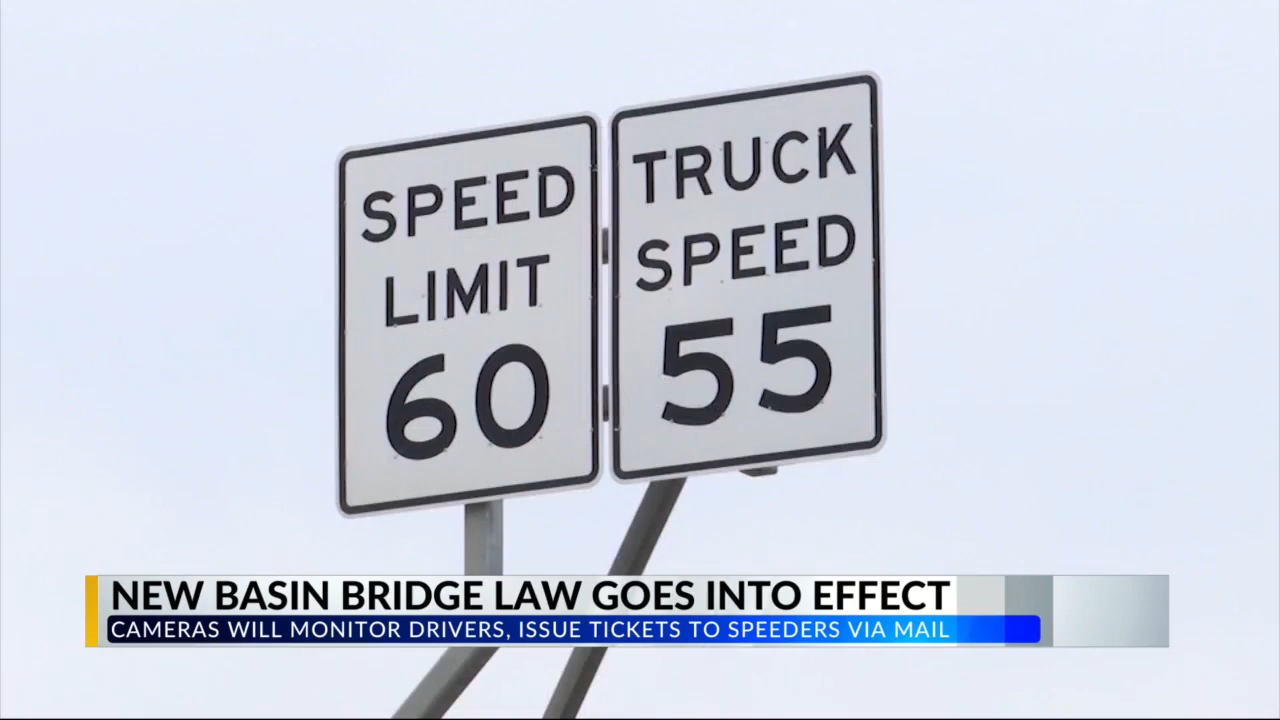 SPEED
LIMIT
60
TRUCK
SPEED
55
NEW BASIN BRIDGE LAW GOES INTO EFFECT
CAMERAS WILL MONITOR DRIVERS, ISSUE TICKETS TO SPEEDERS VIA MAIL